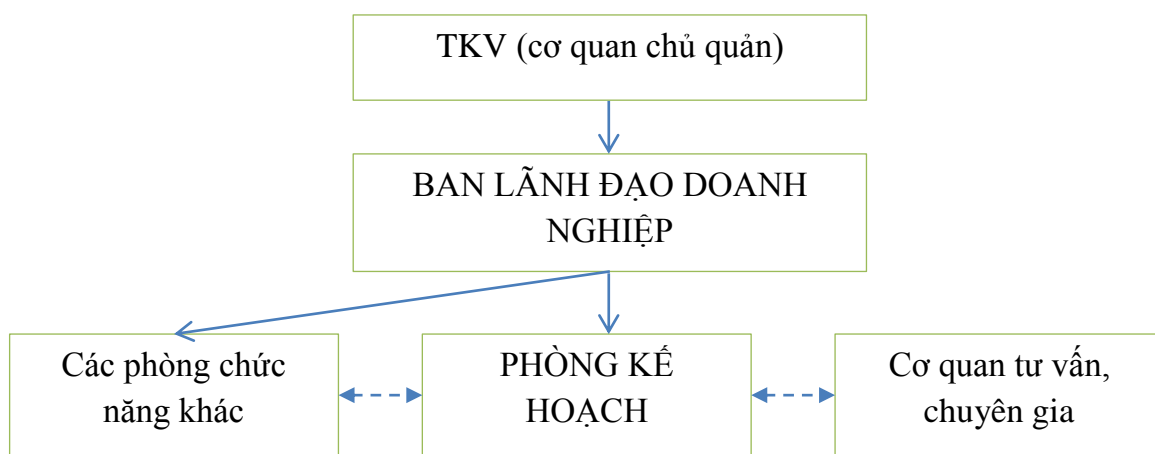 TKV (cơ quan chủ quản)
BAN LÃNH ĐẠO DOANH
NGHIỆP
Các phòng chức
năng khác
PHÒNG KẾ
HOẠCH
Cơ quan tư vấn,
chuyên gia